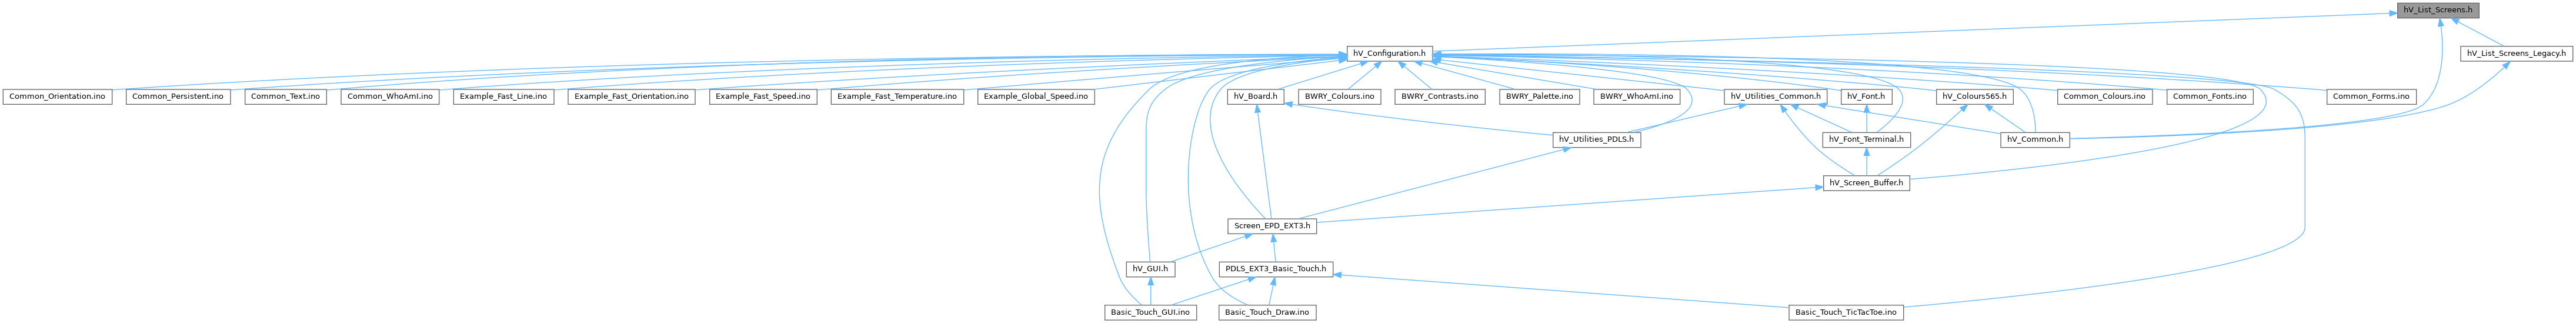 hV_List_Screens.h
hV_Configuration.h
hV_List_Screens_Legacy.h
Common_Orientation.ino
Common_Persistent.ino
Common_Text.ino
Common_WhoAmI.ino
Example_Fast_Line.ino
Example_Fast_Orientation.ino
Example_Fast_Speed.ino
Example_Fast_Temperature.ino
Example_Global_Speed.ino
hV_Board.h
BWRY_Colours.ino
BWRY_Contrasts.ino
BWRY_Palette.ino
BWRY_WhoAmI.ino
hV_Utilities_Common.h
hV_Font.h
hV_Colours565.h
Common_Colours.ino
Common_Fonts.ino
Common_Forms.ino
hV_Utilities_PDLS.h
hV_Font_Terminal.h
hV_Common.h
hV_Screen_Buffer.h
Screen_EPD_EXT3.h
hV_GUI.h
PDLS_EXT3_Basic_Touch.h
Basic_Touch_GUI.ino
Basic_Touch_Draw.ino
Basic_Touch_TicTacToe.ino